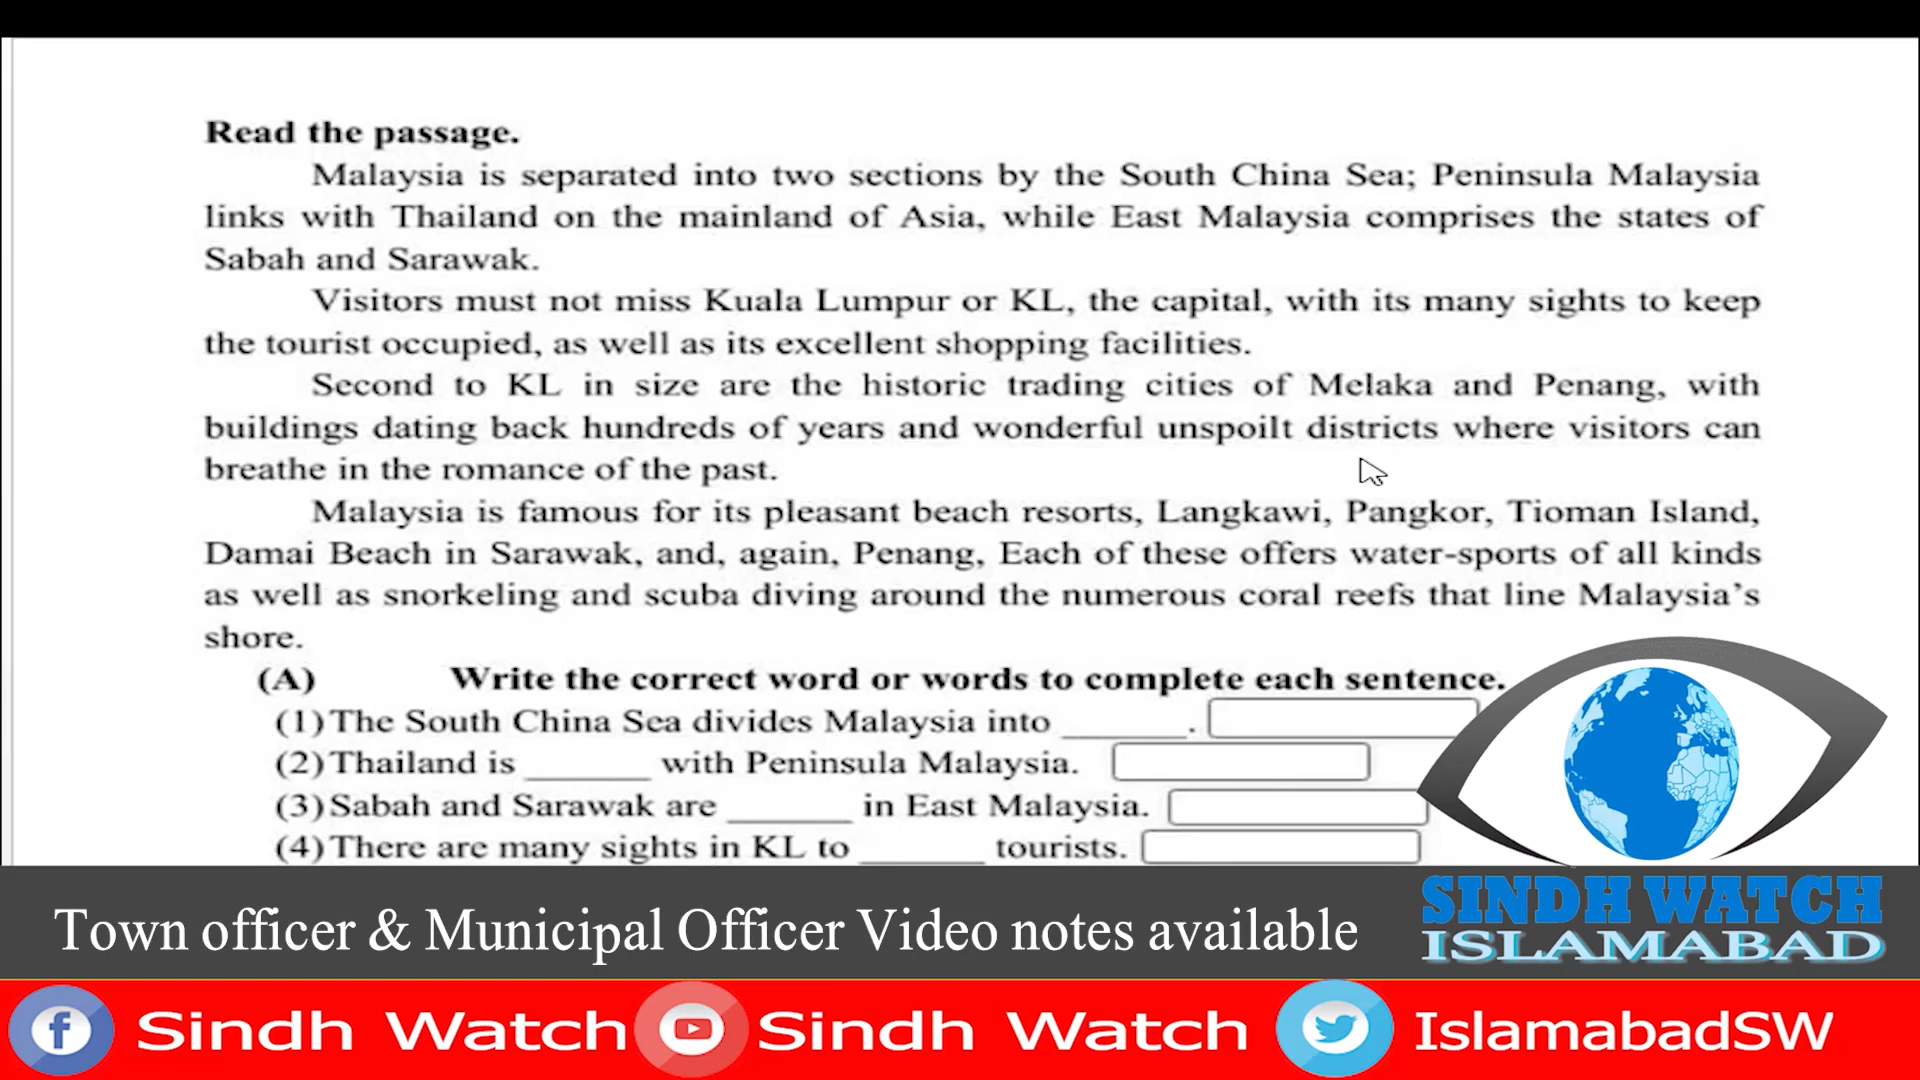 Read the passage.
Malaysia is separated into two sections by the South China Sea; Peninsula Malaysia
links with Thailand on the mainland of Asia, while East Malaysia comprises the states of
Sabah and Sarawak.
Visitors must not miss Kuala Lumpur or KL, the capital, with its many sights to keep
the tourist occupied, as well as its excellent shopping facilities.
Second to KL in size are the historic trading cities of Melaka and Penang, with
buildings dating back hundreds of years and wonderful unspoilt districts where visitors can
breathe in the romance of the past.
Malaysia is famous for its pleasant beach resorts, Langkawi, Pangkor, Tioman Island,
Damai Beach in Sarawak, and, again, Penang, Each of these offers water-sports of all kinds
as well as snorkeling and scuba diving around the numerous coral reefs that line Malaysia's
shore.
(A) Write the correct word or words to complete each sentence.
(1) The South China Sea divides Malaysia into ______.
(2) Thailand is ______ with Peninsula Malaysia.
(3) Sabah and Sarawak are ______ in East Malaysia.
(4) There are many sights in KL to ______ tourists.
Town officer & Municipal Officer Video notes available
SINDH WATCH
ISLAMABAD
Sindh Watch Sindh Watch IslamabadSW